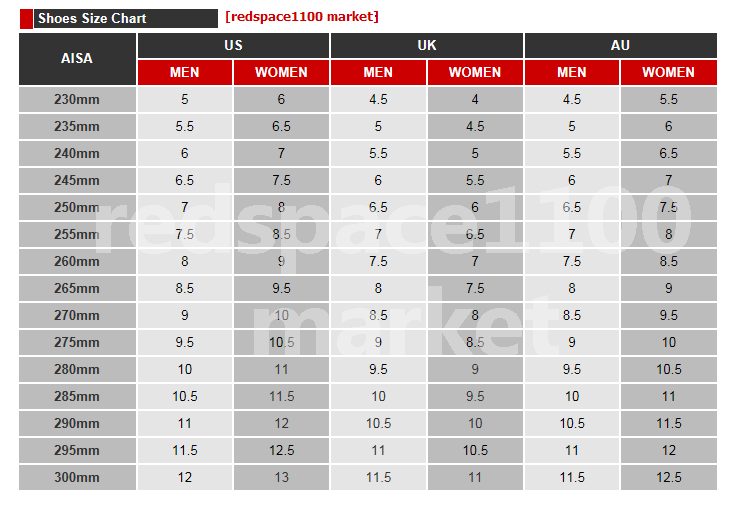 Shoes Size Chart [redspace1100 market]
AISA US UK AU
MEN WOMEN MEN WOMEN MEN WOMEN
230mm 5 6 4.5 4 4.5 5.5
235mm 5.5 6.5 5 4.5 5 6
240mm 6 7 5.5 5 5.5 6.5
245mm 6.5 7.5 6 5.5 6 7
250mm 7 8 6.5 6 6.5 7.5
255mm 7.5 8.5 7 6.5 7 8
260mm 8 9 7.5 7 7.5 8.5
265mm 8.5 9.5 8 7.5 8 9
270mm 9 10 8.5 8 8.5 9.5
275mm 9.5 10.5 9 8.5 9 10
280mm 10 11 9.5 9 9.5 10.5
285mm 10.5 11.5 10 9.5 10 11
290mm 11 12 10.5 10 10.5 11.5
295mm 11.5 12.5 11 10.5 11 12
300mm 12 13 11.5 11 11.5 12.5
redspace1100
market